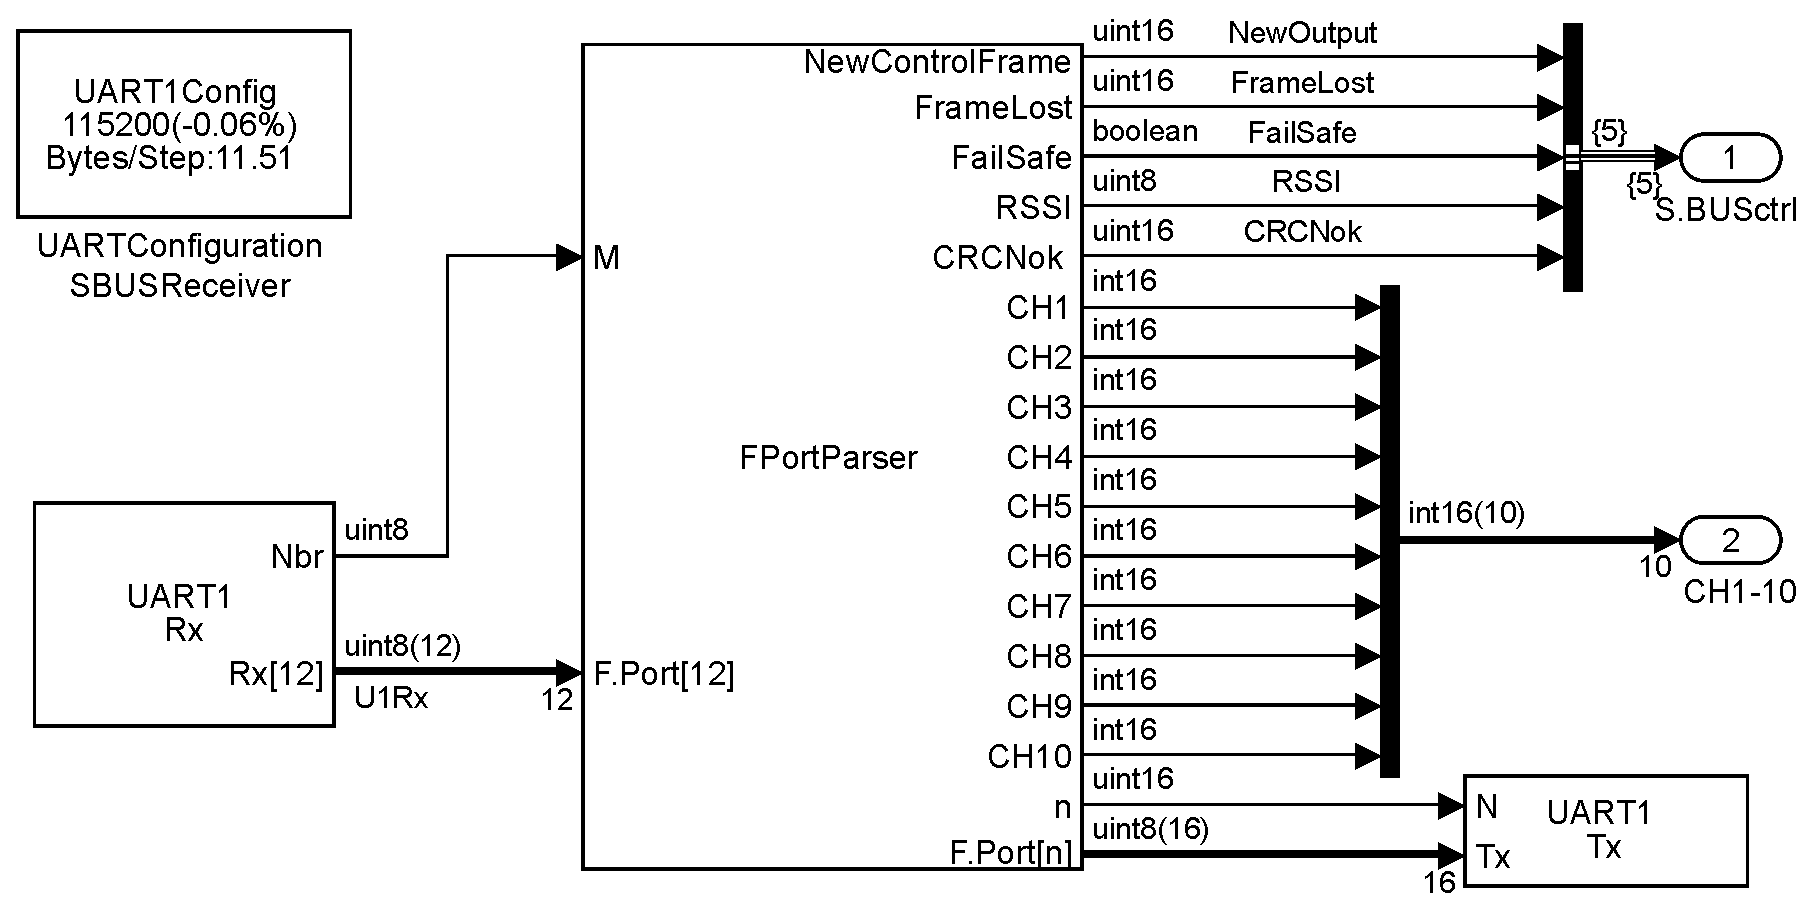 UART1Config
115200(-0.06%)
Bytes/Step:11.51
UARTConfiguration
SBUSReceiver
UART1
Rx
Nbr
Rx[12]
uint8
uint8(12)
U1Rx
12
M
F.Port[12]
FPortParser
NewControlFrame
FrameLost
FailSafe
RSSI
CRCNok
CH1
CH2
CH3
CH4
CH5
CH6
CH7
CH8
CH9
CH10
n
F.Port[n]
uint16 NewOutput
uint16 FrameLost
boolean FailSafe
uint8 RSSI
uint16 CRCNok
int16
int16
int16
int16
int16
int16
int16
int16
int16
int16
uint16
uint8(16)
16
{5}
{5}
1
S.BUSctrl
int16(10)
10
2
CH1-10
N
Tx
UART1
Tx